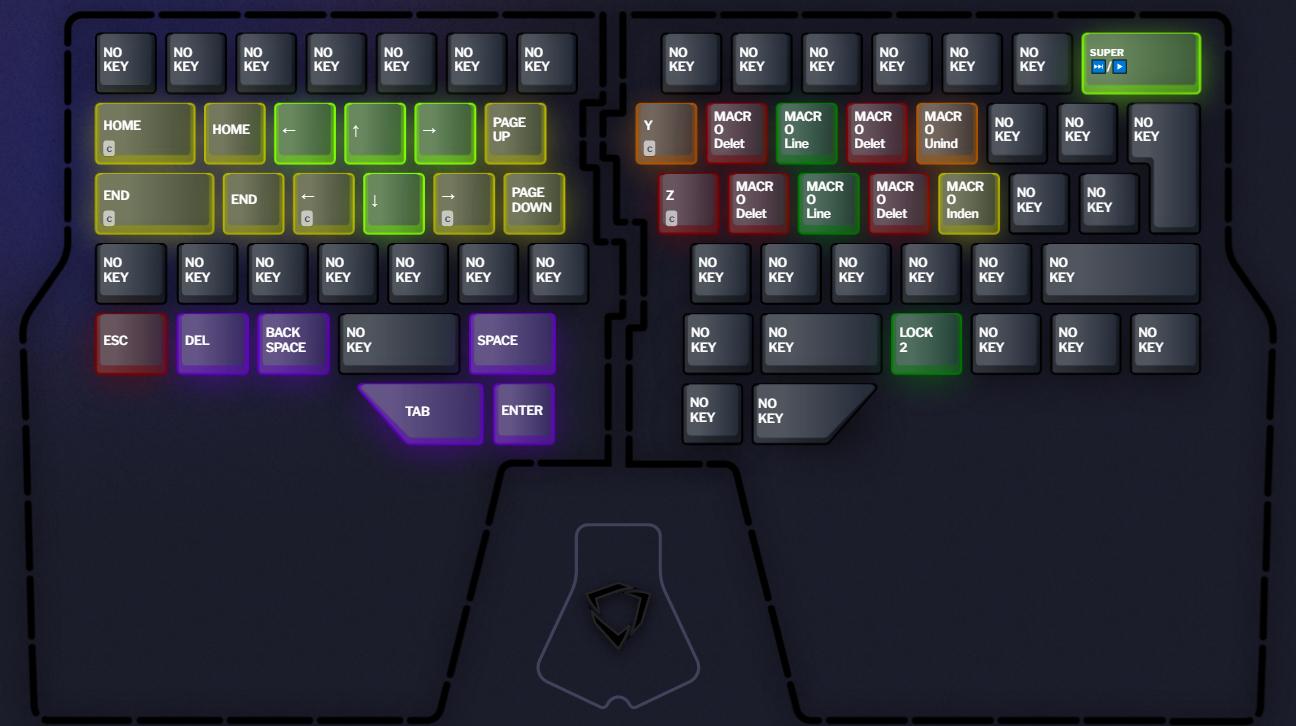 NO
KEY
NO
KEY
NO
KEY
NO
KEY
NO
KEY
NO
KEY
NO
KEY
NO
KEY
NO
KEY
NO
KEY
NO
KEY
NO
KEY
NO
KEY
SUPER
⏭/▶
HOME
c
HOME
←
↑
→
PAGE
UP
Y
c
MACR
O
Delet
MACR
O
Line
MACR
O
Delet
MACR
O
Unind
NO
KEY
NO
KEY
NO
KEY
END
c
END
←
c
↓
→
c
PAGE
DOWN
Z
c
MACR
O
Delet
MACR
O
Line
MACR
O
Delet
MACR
O
Inden
NO
KEY
NO
KEY
NO
KEY
NO
KEY
NO
KEY
NO
KEY
NO
KEY
NO
KEY
NO
KEY
NO
KEY
NO
KEY
NO
KEY
NO
KEY
NO
KEY
NO
KEY
ESC
DEL
BACK
SPACE
NO
KEY
SPACE
NO
KEY
NO
KEY
LOCK
2
NO
KEY
NO
KEY
NO
KEY
TAB
ENTER
NO
KEY
NO
KEY